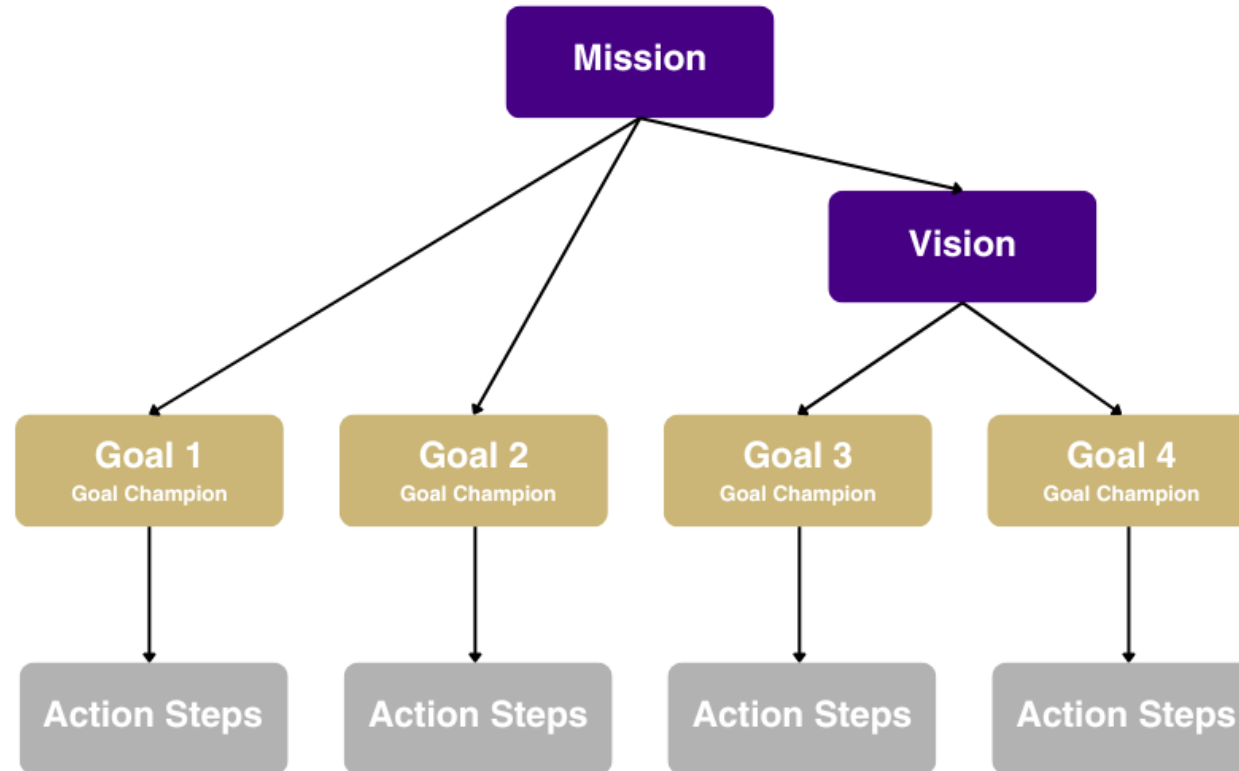 Mission
Vision
Goal 1
Goal Champion
Goal 2
Goal Champion
Goal 3
Goal Champion
Goal 4
Goal Champion
Action Steps
Action Steps
Action Steps
Action Steps